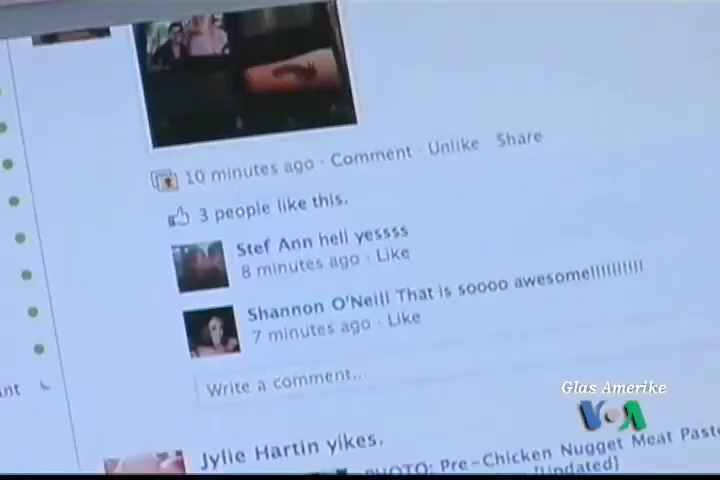 10 minutes ago · Comment · Unlike · Share
3 people like this.
Stef Ann hell yessss
8 minutes ago · Like
Shannon O'Neill That is soooo awesome!!!!!!!!!!
7 minutes ago · Like
Write a comment...
Glas Amerike
VOA
Jylie Hartin yikes.
PHOTO: Pre-Chicken Nugget Meat Paste
[Updated]